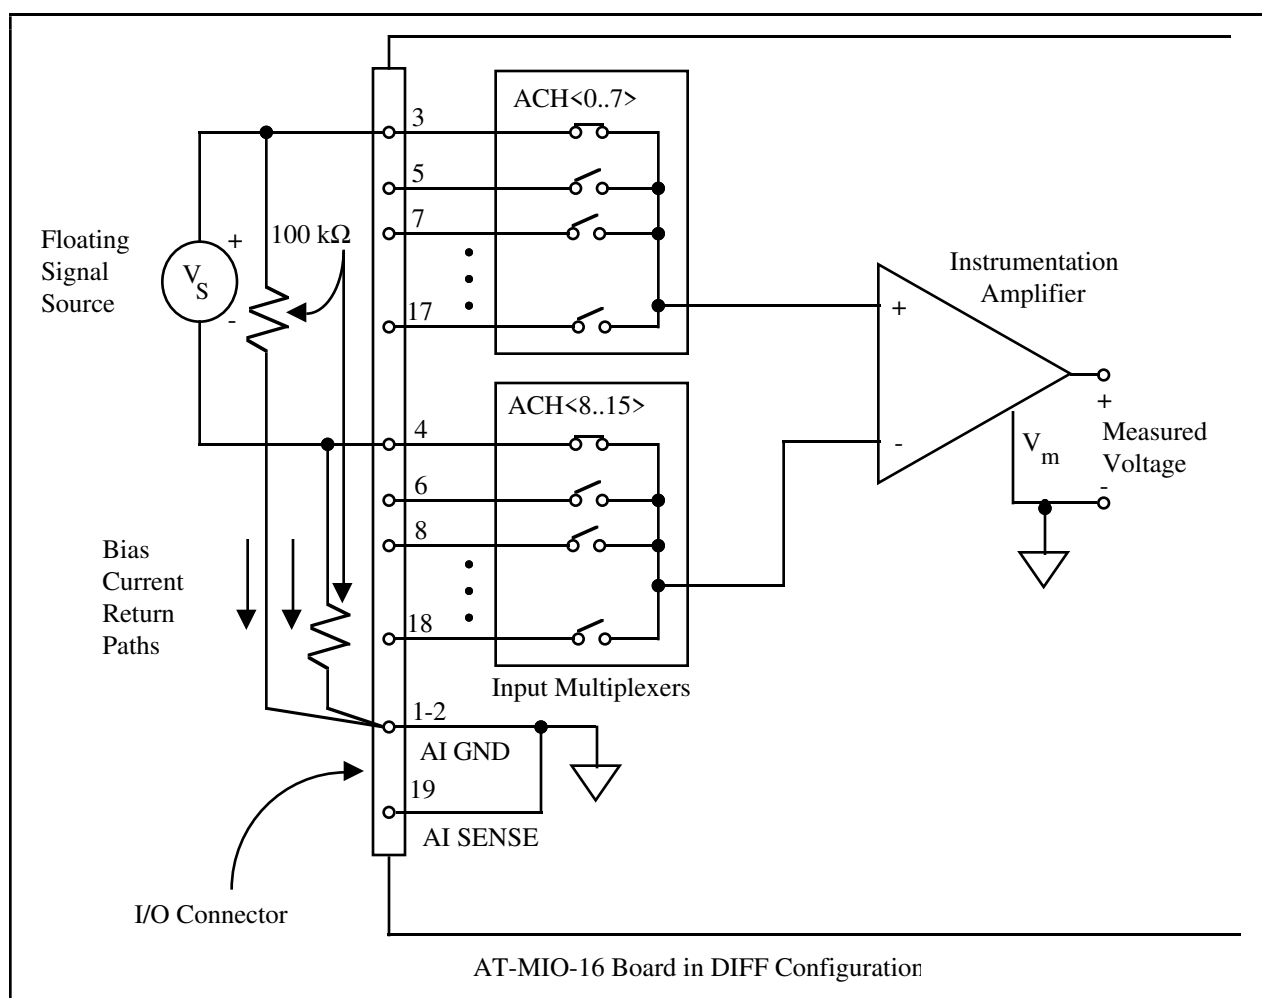 ACH<0..7>
3
5
7
17
Floating
Signal
Source
+
V
S
-
100 kΩ
Instrumentation
Amplifier
+
-
+
V
m
Measured
Voltage
-
ACH<8..15>
4
6
8
18
Bias
Current
Return
Paths
Input Multiplexers
1-2
AI GND
19
AI SENSE
I/O Connector
AT-MIO-16 Board in DIFF Configuration